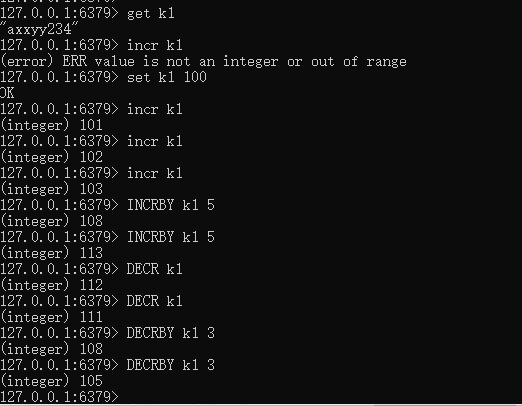 127.0.0.1:6379> get k1
"axxyy234"
127.0.0.1:6379> incr k1
(error) ERR value is not an integer or out of range
127.0.0.1:6379> set k1 100
OK
127.0.0.1:6379> incr k1
(integer) 101
127.0.0.1:6379> incr k1
(integer) 102
127.0.0.1:6379> incr k1
(integer) 103
127.0.0.1:6379> INCRBY k1 5
(integer) 108
127.0.0.1:6379> INCRBY k1 5
(integer) 113
127.0.0.1:6379> DECR k1
(integer) 112
127.0.0.1:6379> DECR k1
(integer) 111
127.0.0.1:6379> DECRBY k1 3
(integer) 108
127.0.0.1:6379> DECRBY k1 3
(integer) 105
127.0.0.1:6379>